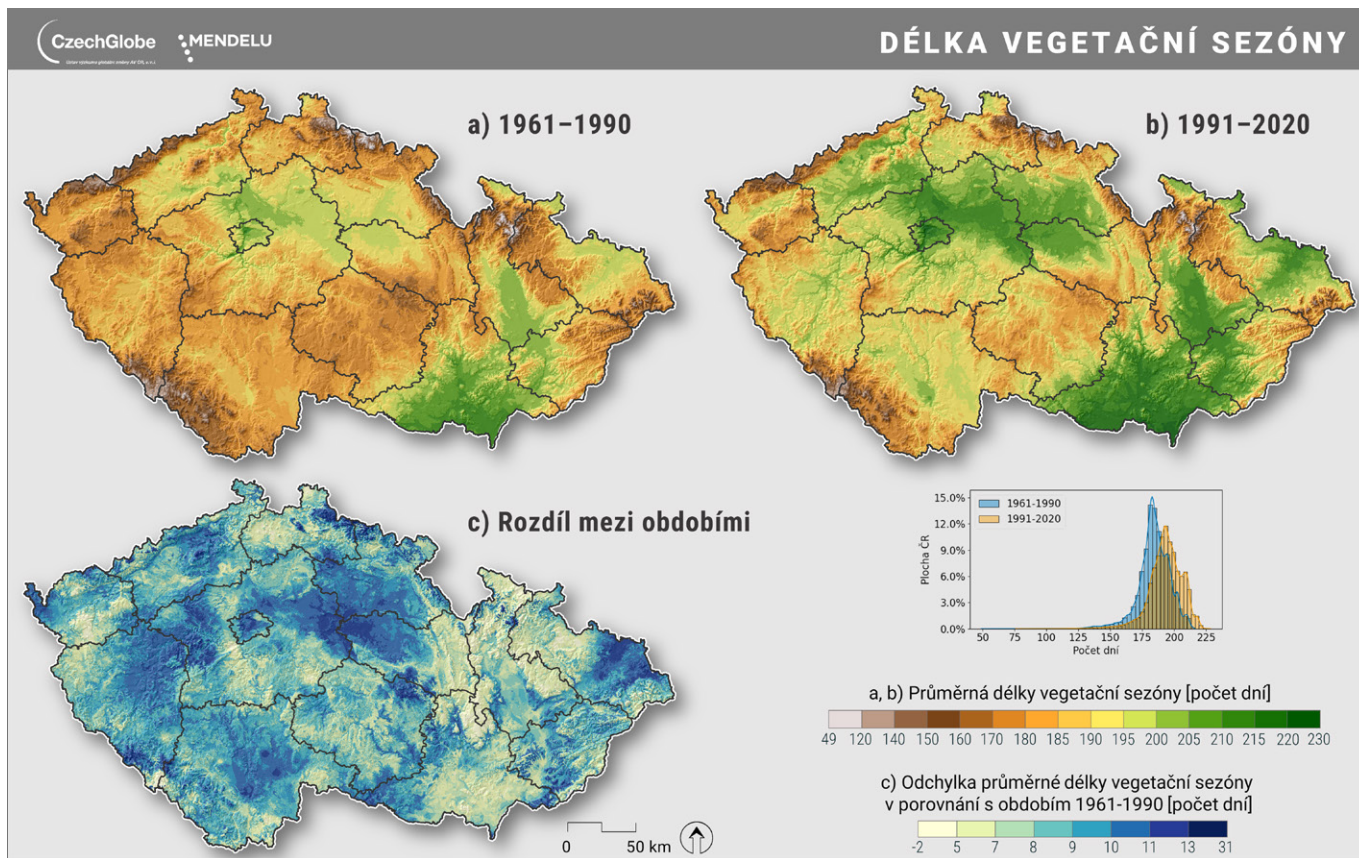 CzechGlobe
MENDELU
DÉLKA VEGETAČNÍ SEZÓNY
a) 1961–1990
b) 1991–2020
c) Rozdíl mezi obdobími
0 50 km
15.0%
12.0%
9.0%
6.0%
3.0%
0.0%
Plocha ČR
1961-1990
1991-2020
50 75 100 125 150 175 200 225
Počet dní
a, b) Průměrná délky vegetační sezóny [počet dní]
49 120 140 150 160 170 180 185 190 195 200 205 210 215 220 230
c) Odchylka průměrné délky vegetační sezóny
v porovnání s obdobím 1961-1990 [počet dní]
-2 5 7 8 9 10 11 13 31